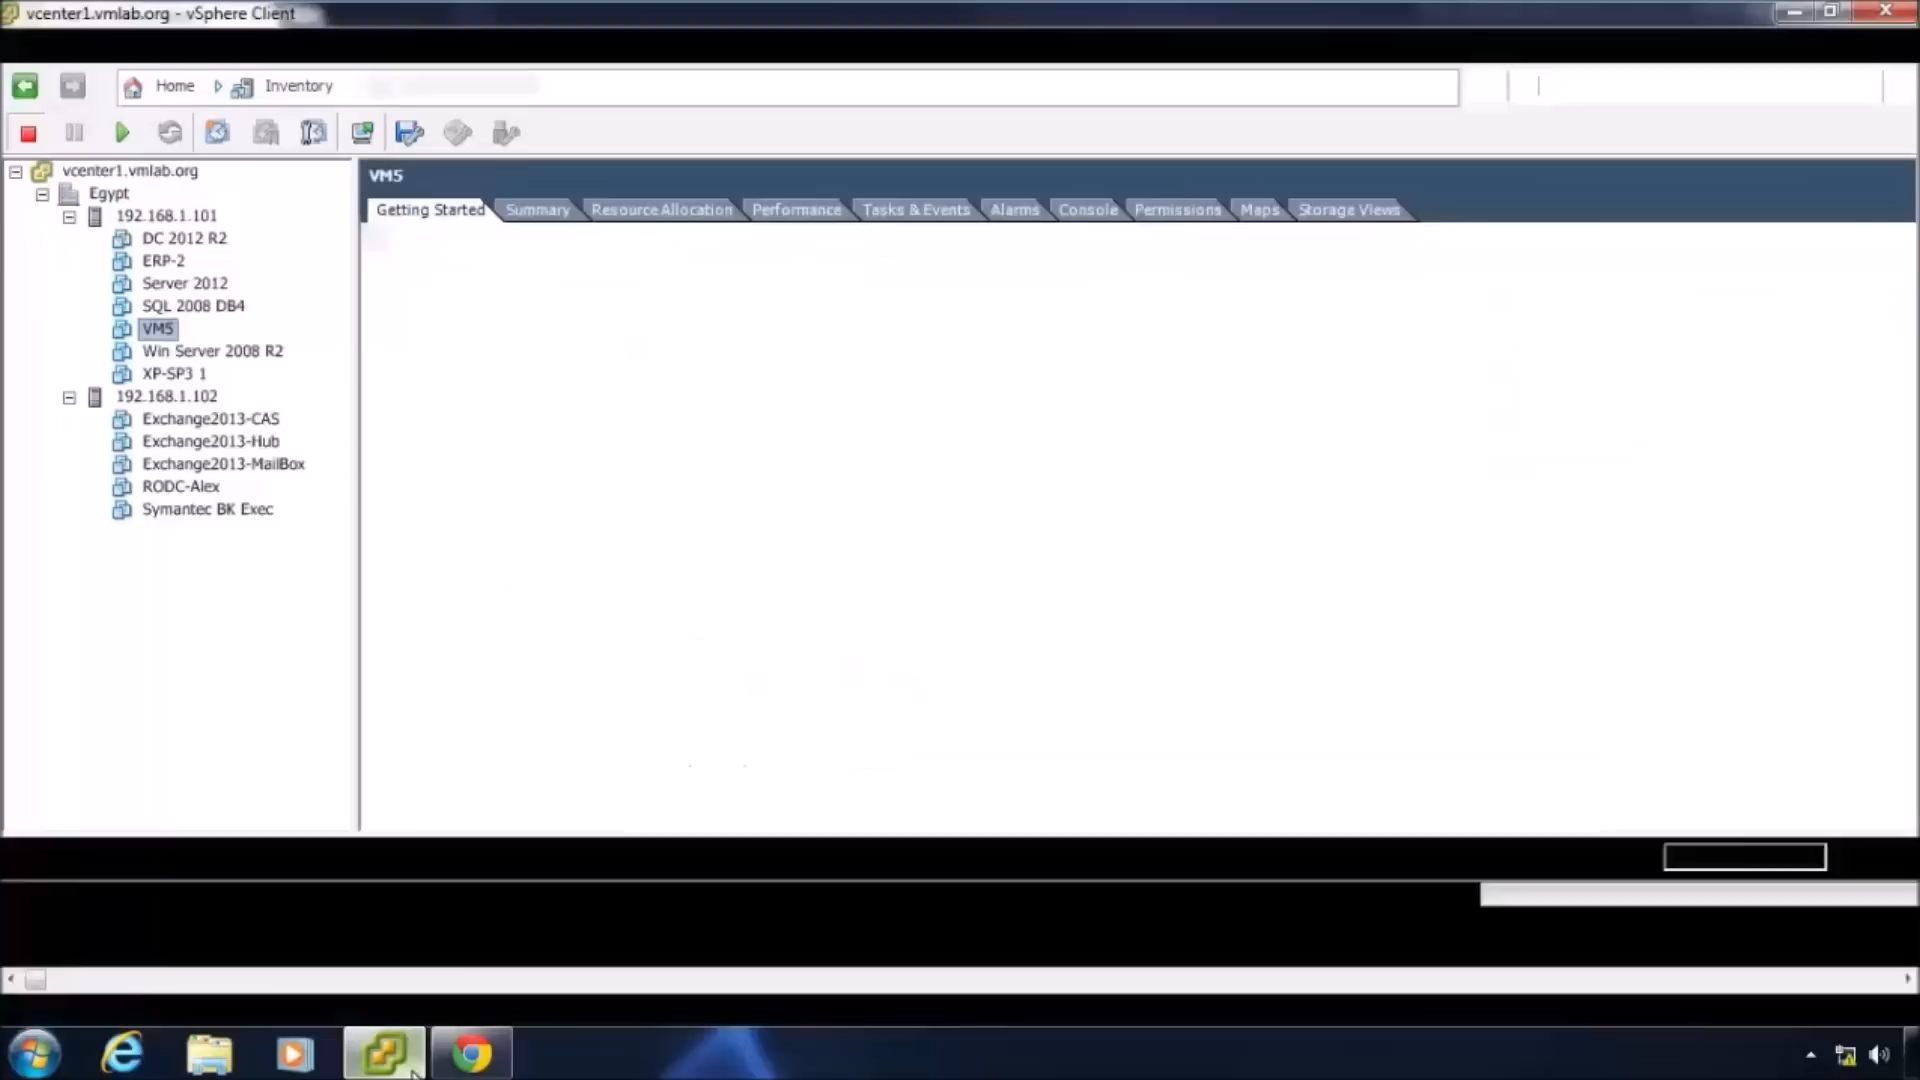 vcenter1.vmlab.org - vSphere Client
Home Inventory
vcenter1.vmlab.org
Egypt
192.168.1.101
DC 2012 R2
ERP-2
Server 2012
SQL 2008 DB4
VM5
Win Server 2008 R2
XP-SP3 1
192.168.1.102
Exchange2013-CAS
Exchange2013-Hub
Exchange2013-MailBox
RODC-Alex
Symantec BK Exec
VM5
Getting Started Summary Resource Allocation Performance Tasks & Events Alarms Console Permissions Maps Storage Views